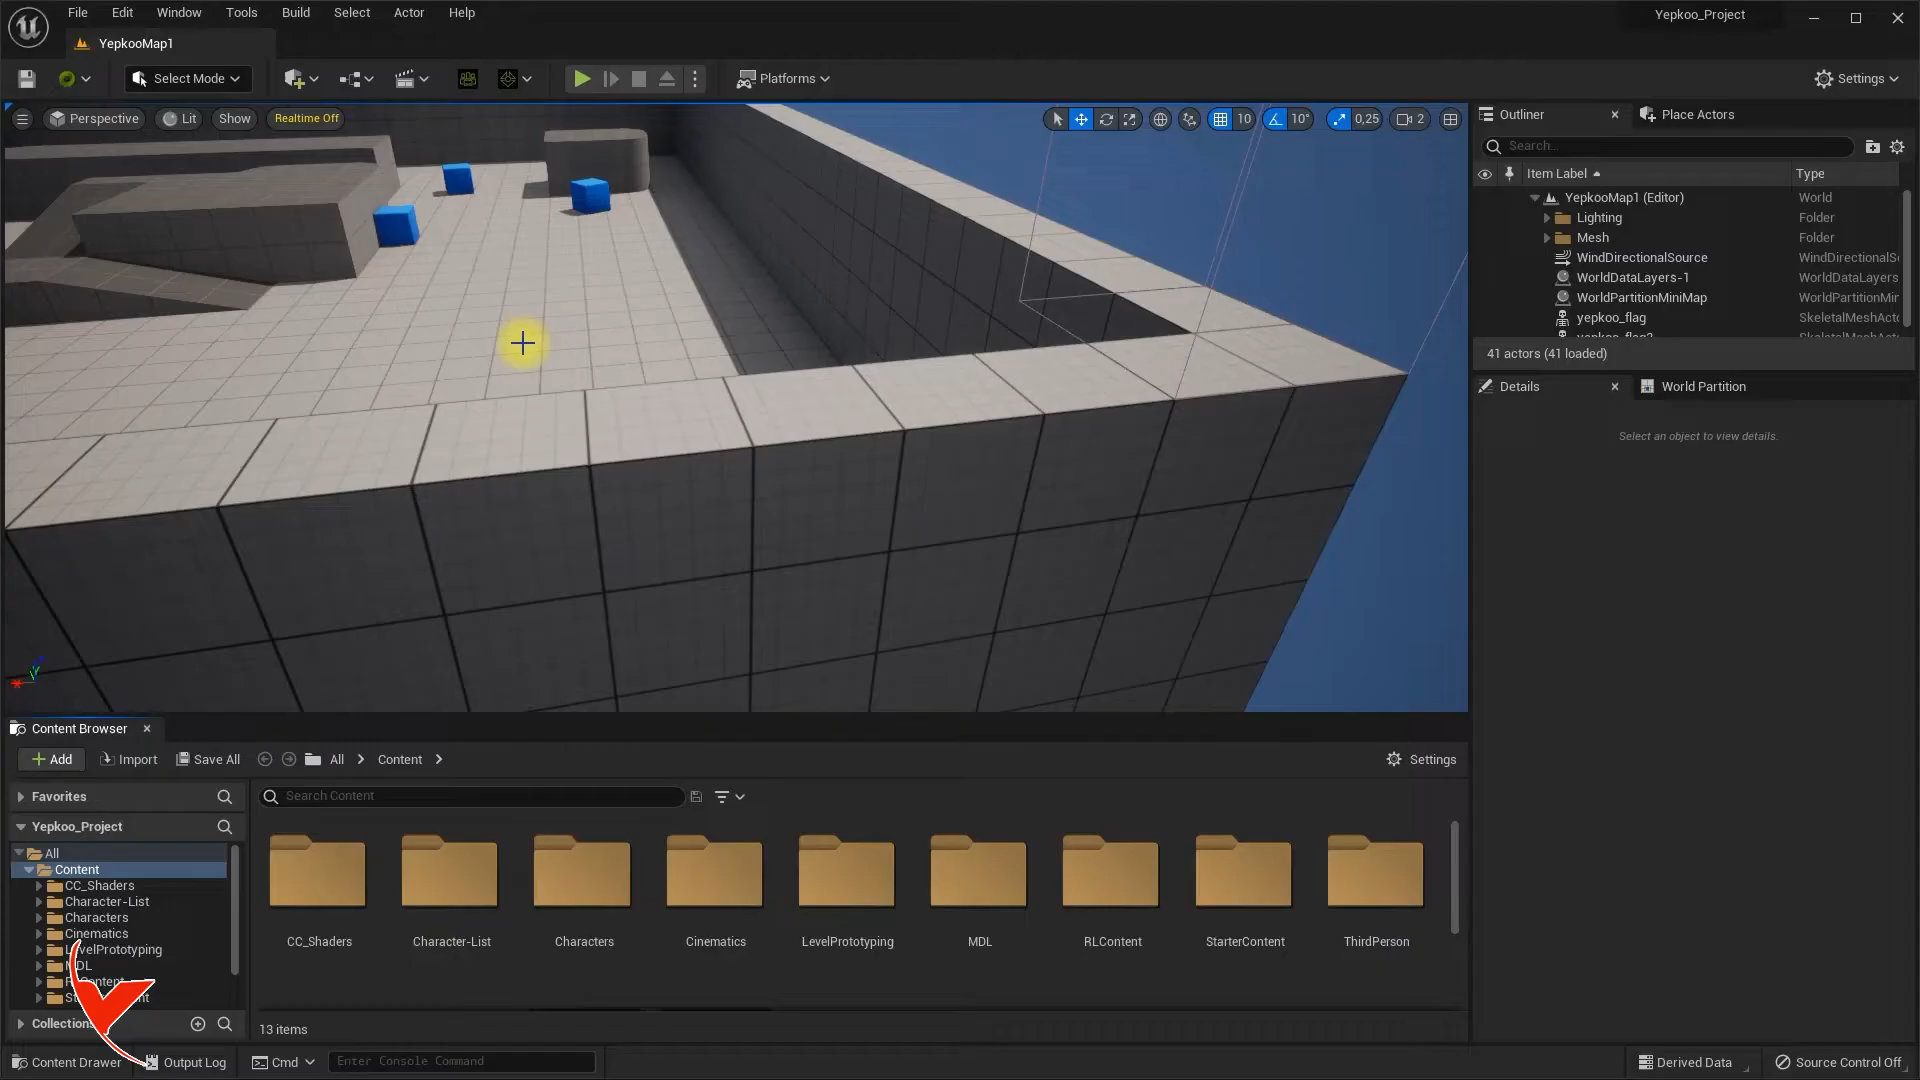 File Edit Window Tools Build Select Actor Help
Yepkoo_Project
YepkooMap1
Select Mode
Platforms
Settings
Perspective
Lit
Show
Realtime Off
10
10°
0,25
2
Outliner
Place Actors
Search...
Item Label
Type
YepkooMap1 (Editor) World
Lighting Folder
Mesh Folder
WindDirectionalSource
WorldDataLayers-1 WorldDataLayers
WorldPartitionMiniMap
yepkoo_flag
41 actors (41 loaded)
Details
World Partition
Select an object to view details.
Content Browser
Add
Import
Save All
All
Content
Settings
Favorites
Search Content
Yepkoo_Project
All
Content
CC_Shaders
Character-List
Characters
Cinematics
MDL
CC_Shaders
Character-List
Characters
Cinematics
LevelPrototyping
MDL
RLContent
StarterContent
ThirdPerson
Collections
13 items
Content Drawer
Output Log
Cmd
Enter Console Command
Derived Data
Source Control Off